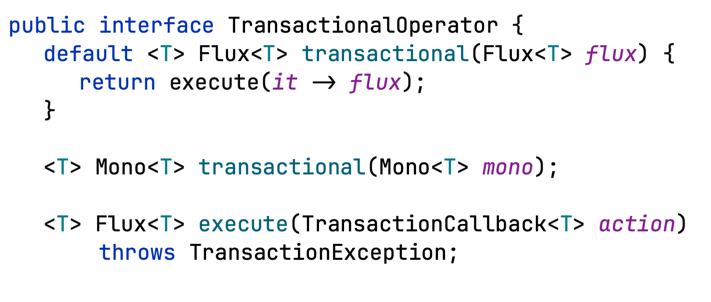 public interface TransactionalOperator {
default <T> Flux<T> transactional(Flux<T> flux) {
return execute(it → flux);
}
<T> Mono<T> transactional(Mono<T> mono);
<T> Flux<T> execute(TransactionCallback<T> action)
throws TransactionException;